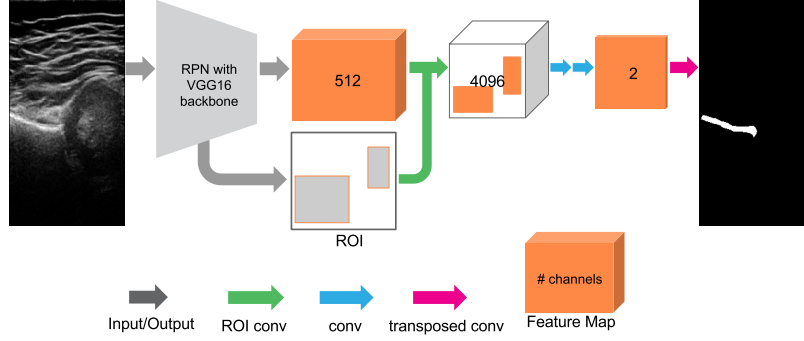 RPN with
VGG16
backbone
512
4096
2
ROI
# channels
Input/Output
ROI conv
conv
transposed conv
Feature Map